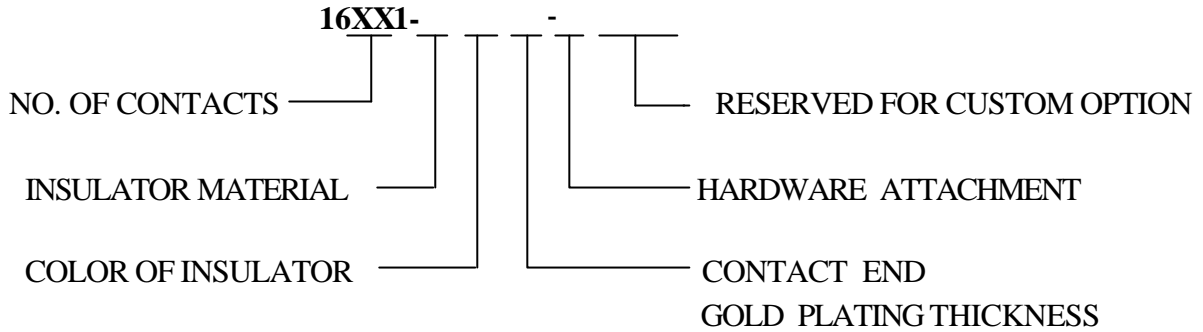 16XX1- -
NO. OF CONTACTS
RESERVED FOR CUSTOM OPTION
INSULATOR MATERIAL
HARDWARE ATTACHMENT
COLOR OF INSULATOR
CONTACT END
GOLD PLATING THICKNESS